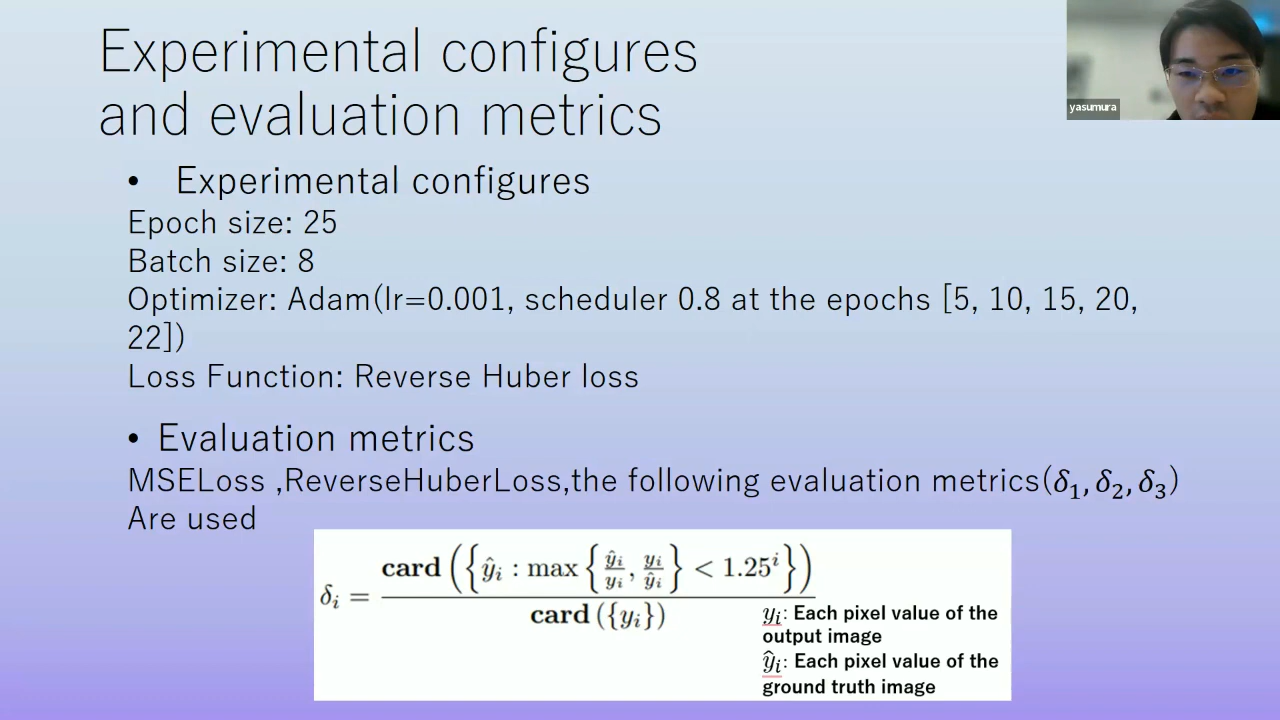 Experimental configures
and evaluation metrics
yasumura
• Experimental configures
Epoch size: 25
Batch size: 8
Optimizer: Adam(lr=0.001, scheduler 0.8 at the epochs [5, 10, 15, 20,
22])
Loss Function: Reverse Huber loss
• Evaluation metrics
MSELoss ,ReverseHuberLoss,the following evaluation metrics(δ₁, δ₂, δ₃)
Are used
δᵢ = card({ŷᵢ : max{ŷᵢ/yᵢ, yᵢ/ŷᵢ} < 1.25ⁱ}) / card({yᵢ})
yᵢ: Each pixel value of the
output image
ŷᵢ: Each pixel value of the
ground truth image